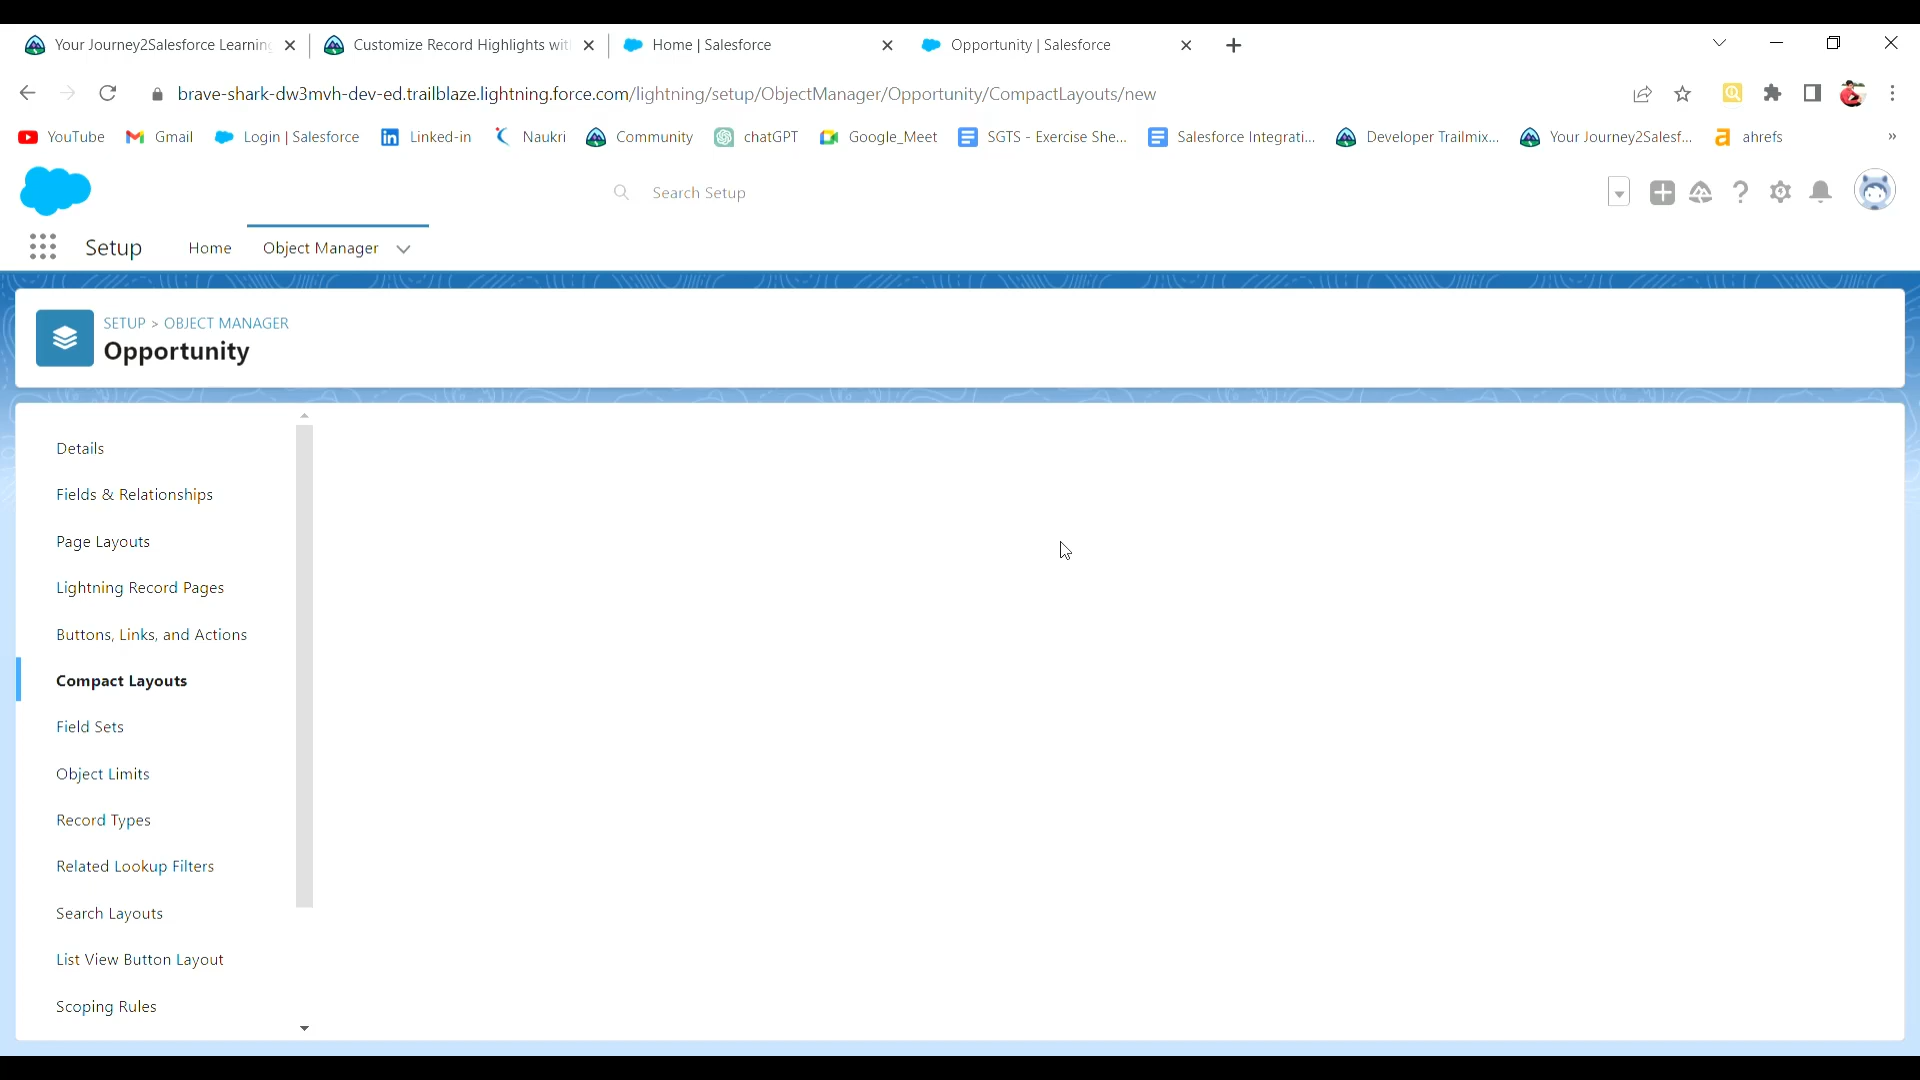 Your Journey2Salesforce Learning
Customize Record Highlights wit
Home | Salesforce
Opportunity | Salesforce
brave-shark-dw3mvh-dev-ed.trailblaze.lightning.force.com/lightning/setup/ObjectManager/Opportunity/CompactLayouts/new
YouTube Gmail Login | Salesforce Linked-in Naukri Community chatGPT Google_Meet SGTS - Exercise She... Salesforce Integrati... Developer Trailmix... Your Journey2Salesf... ahrefs »
Search Setup
Setup Home Object Manager
SETUP > OBJECT MANAGER
Opportunity
Details
Fields & Relationships
Page Layouts
Lightning Record Pages
Buttons, Links, and Actions
Compact Layouts
Field Sets
Object Limits
Record Types
Related Lookup Filters
Search Layouts
List View Button Layout
Scoping Rules